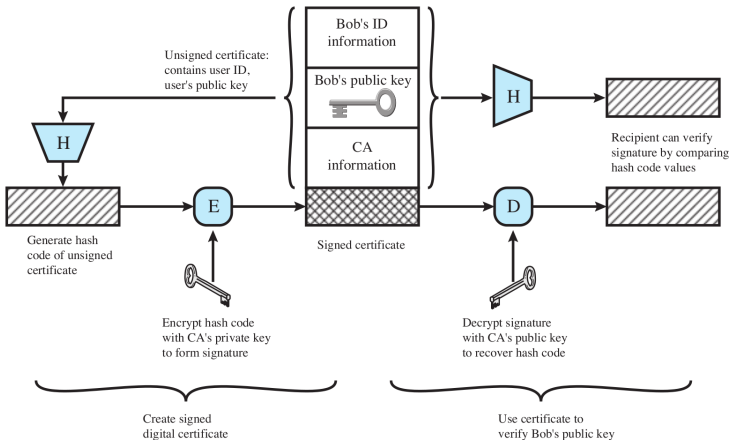 Bob's ID
information
Unsigned certificate:
contains user ID,
user's public key
Bob's public key
H
H
CA
information
Recipient can verify
signature by comparing
hash code values
E
D
Generate hash
code of unsigned
certificate
Signed certificate
Encrypt hash code
with CA's private key
to form signature
Decrypt signature
with CA's public key
to recover hash code
Create signed
digital certificate
Use certificate to
verify Bob's public key